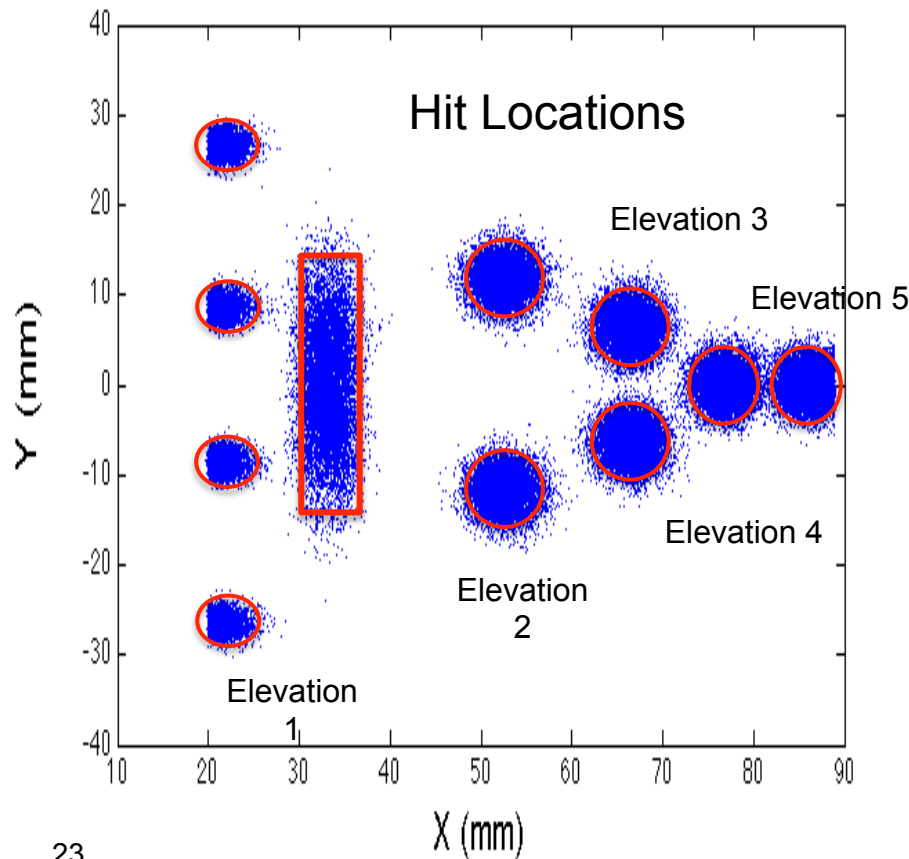 Hit Locations
Elevation 3
Elevation 5
Elevation 4
Elevation
2
Elevation
1
Y (mm)
40
30
20
10
0
-10
-20
-30
-40
10 20 30 40 50 60 70 80 90
X (mm)
23